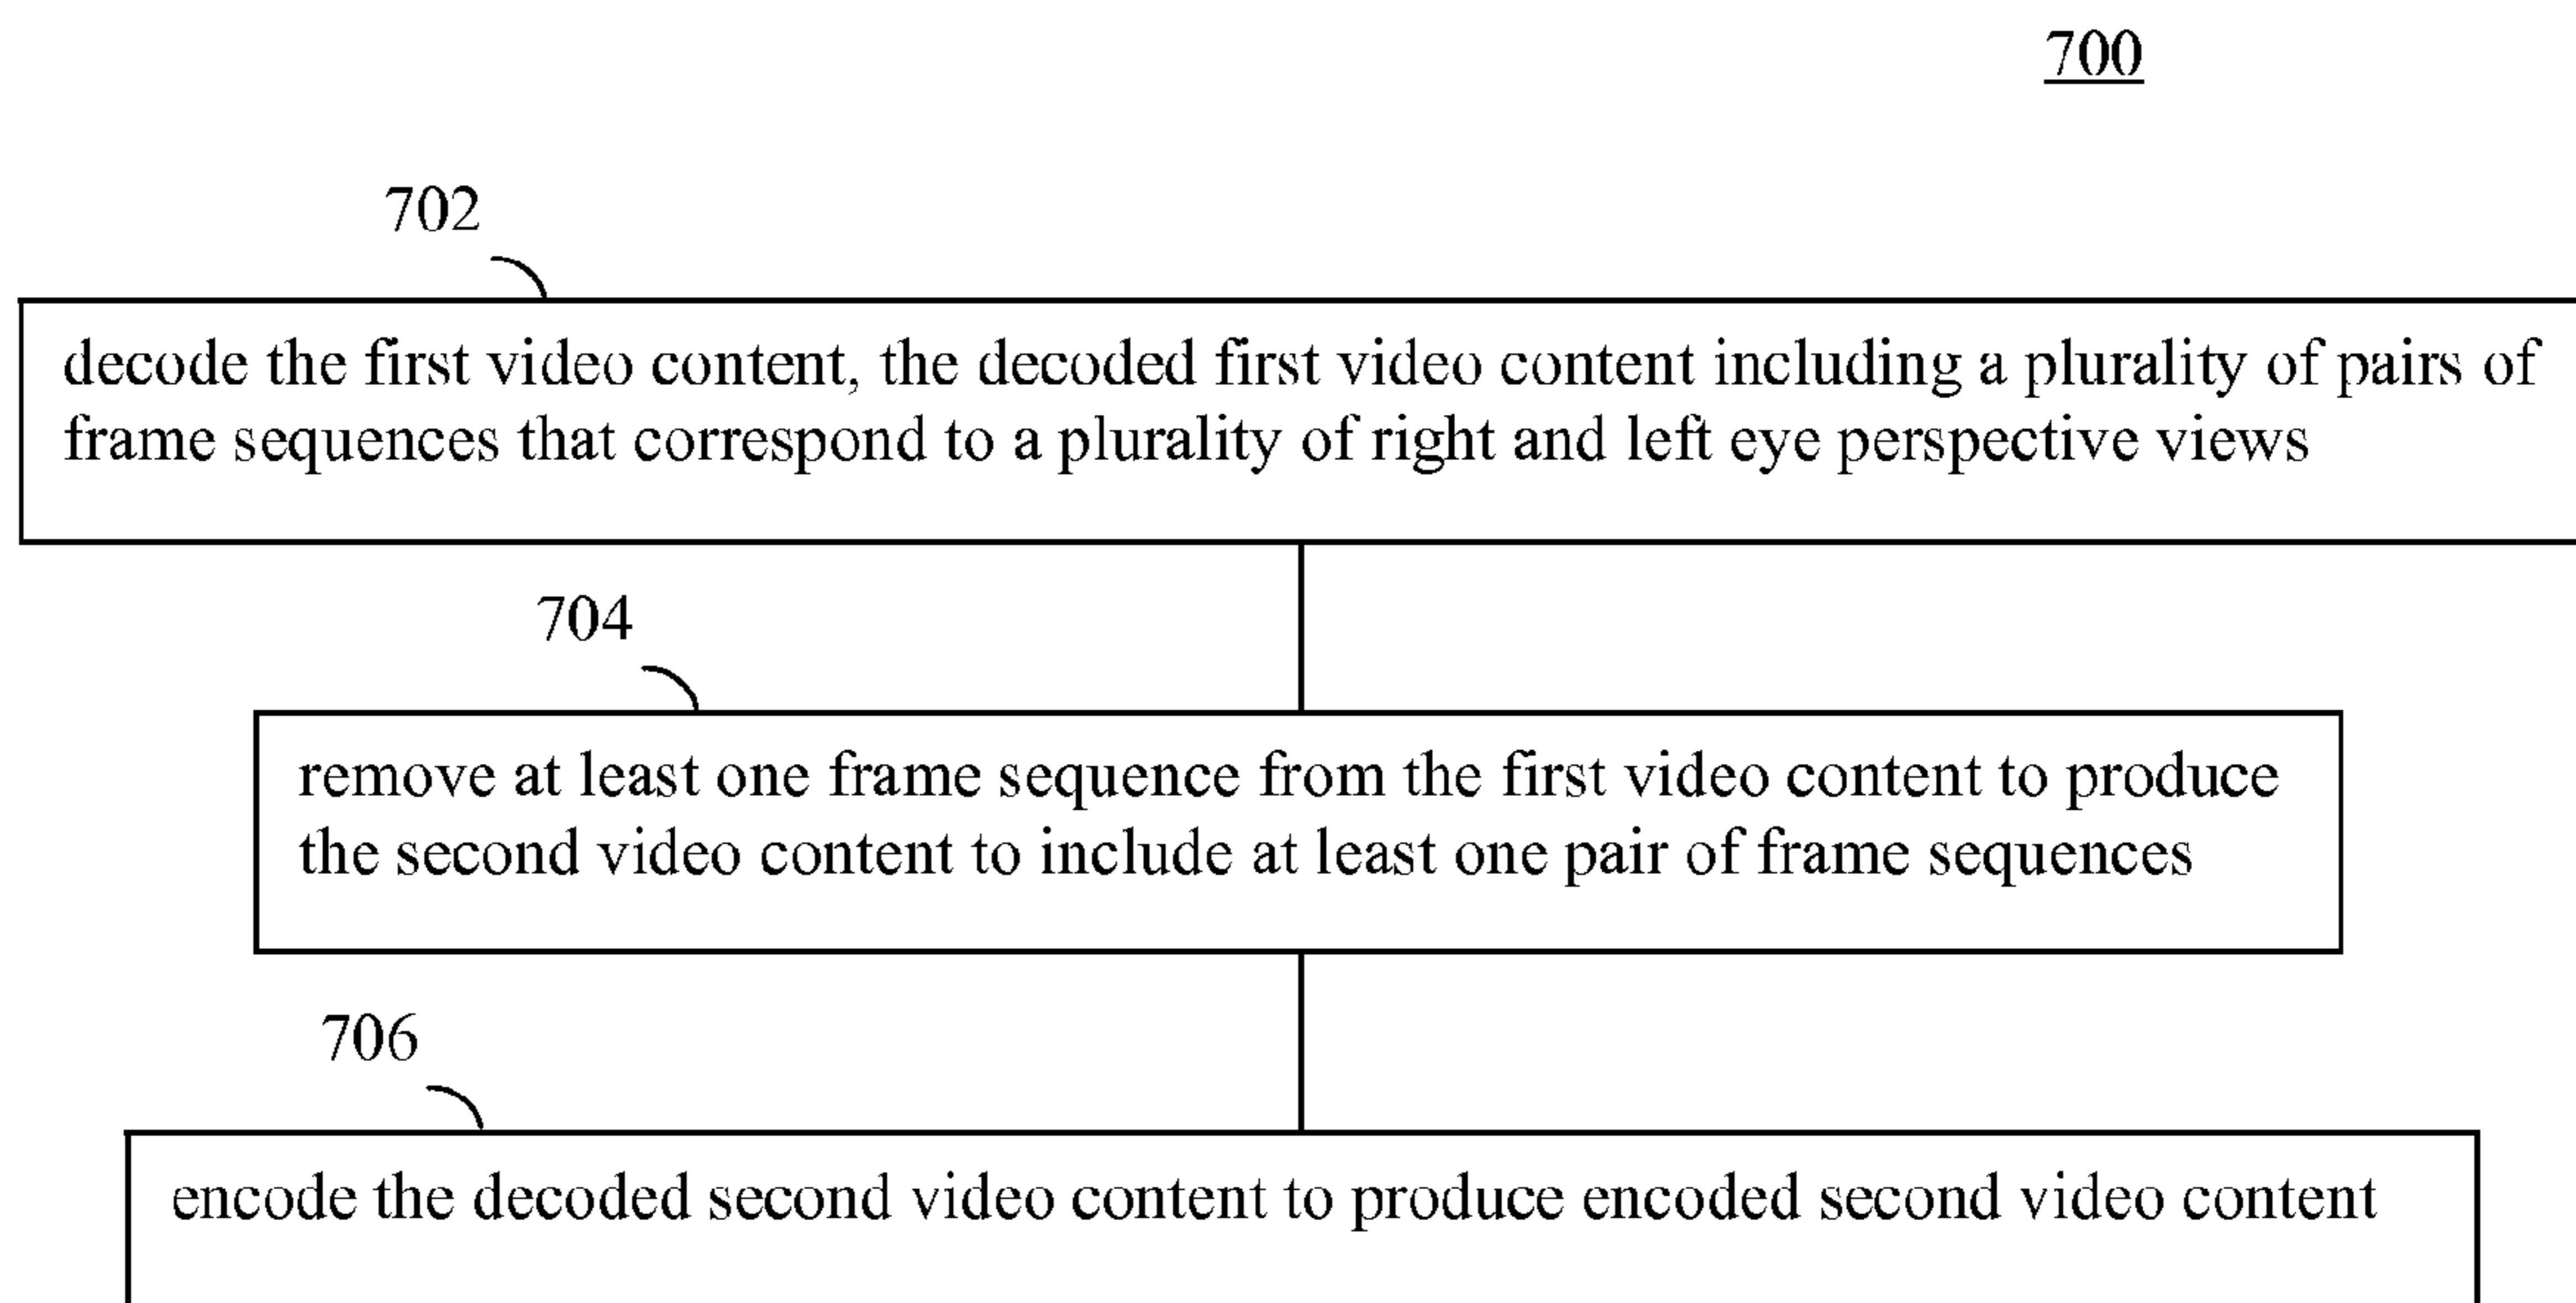 700
702
decode the first video content, the decoded first video content including a plurality of pairs of
frame sequences that correspond to a plurality of right and left eye perspective views
704
remove at least one frame sequence from the first video content to produce
the second video content to include at least one pair of frame sequences
706
encode the decoded second video content to produce encoded second video content